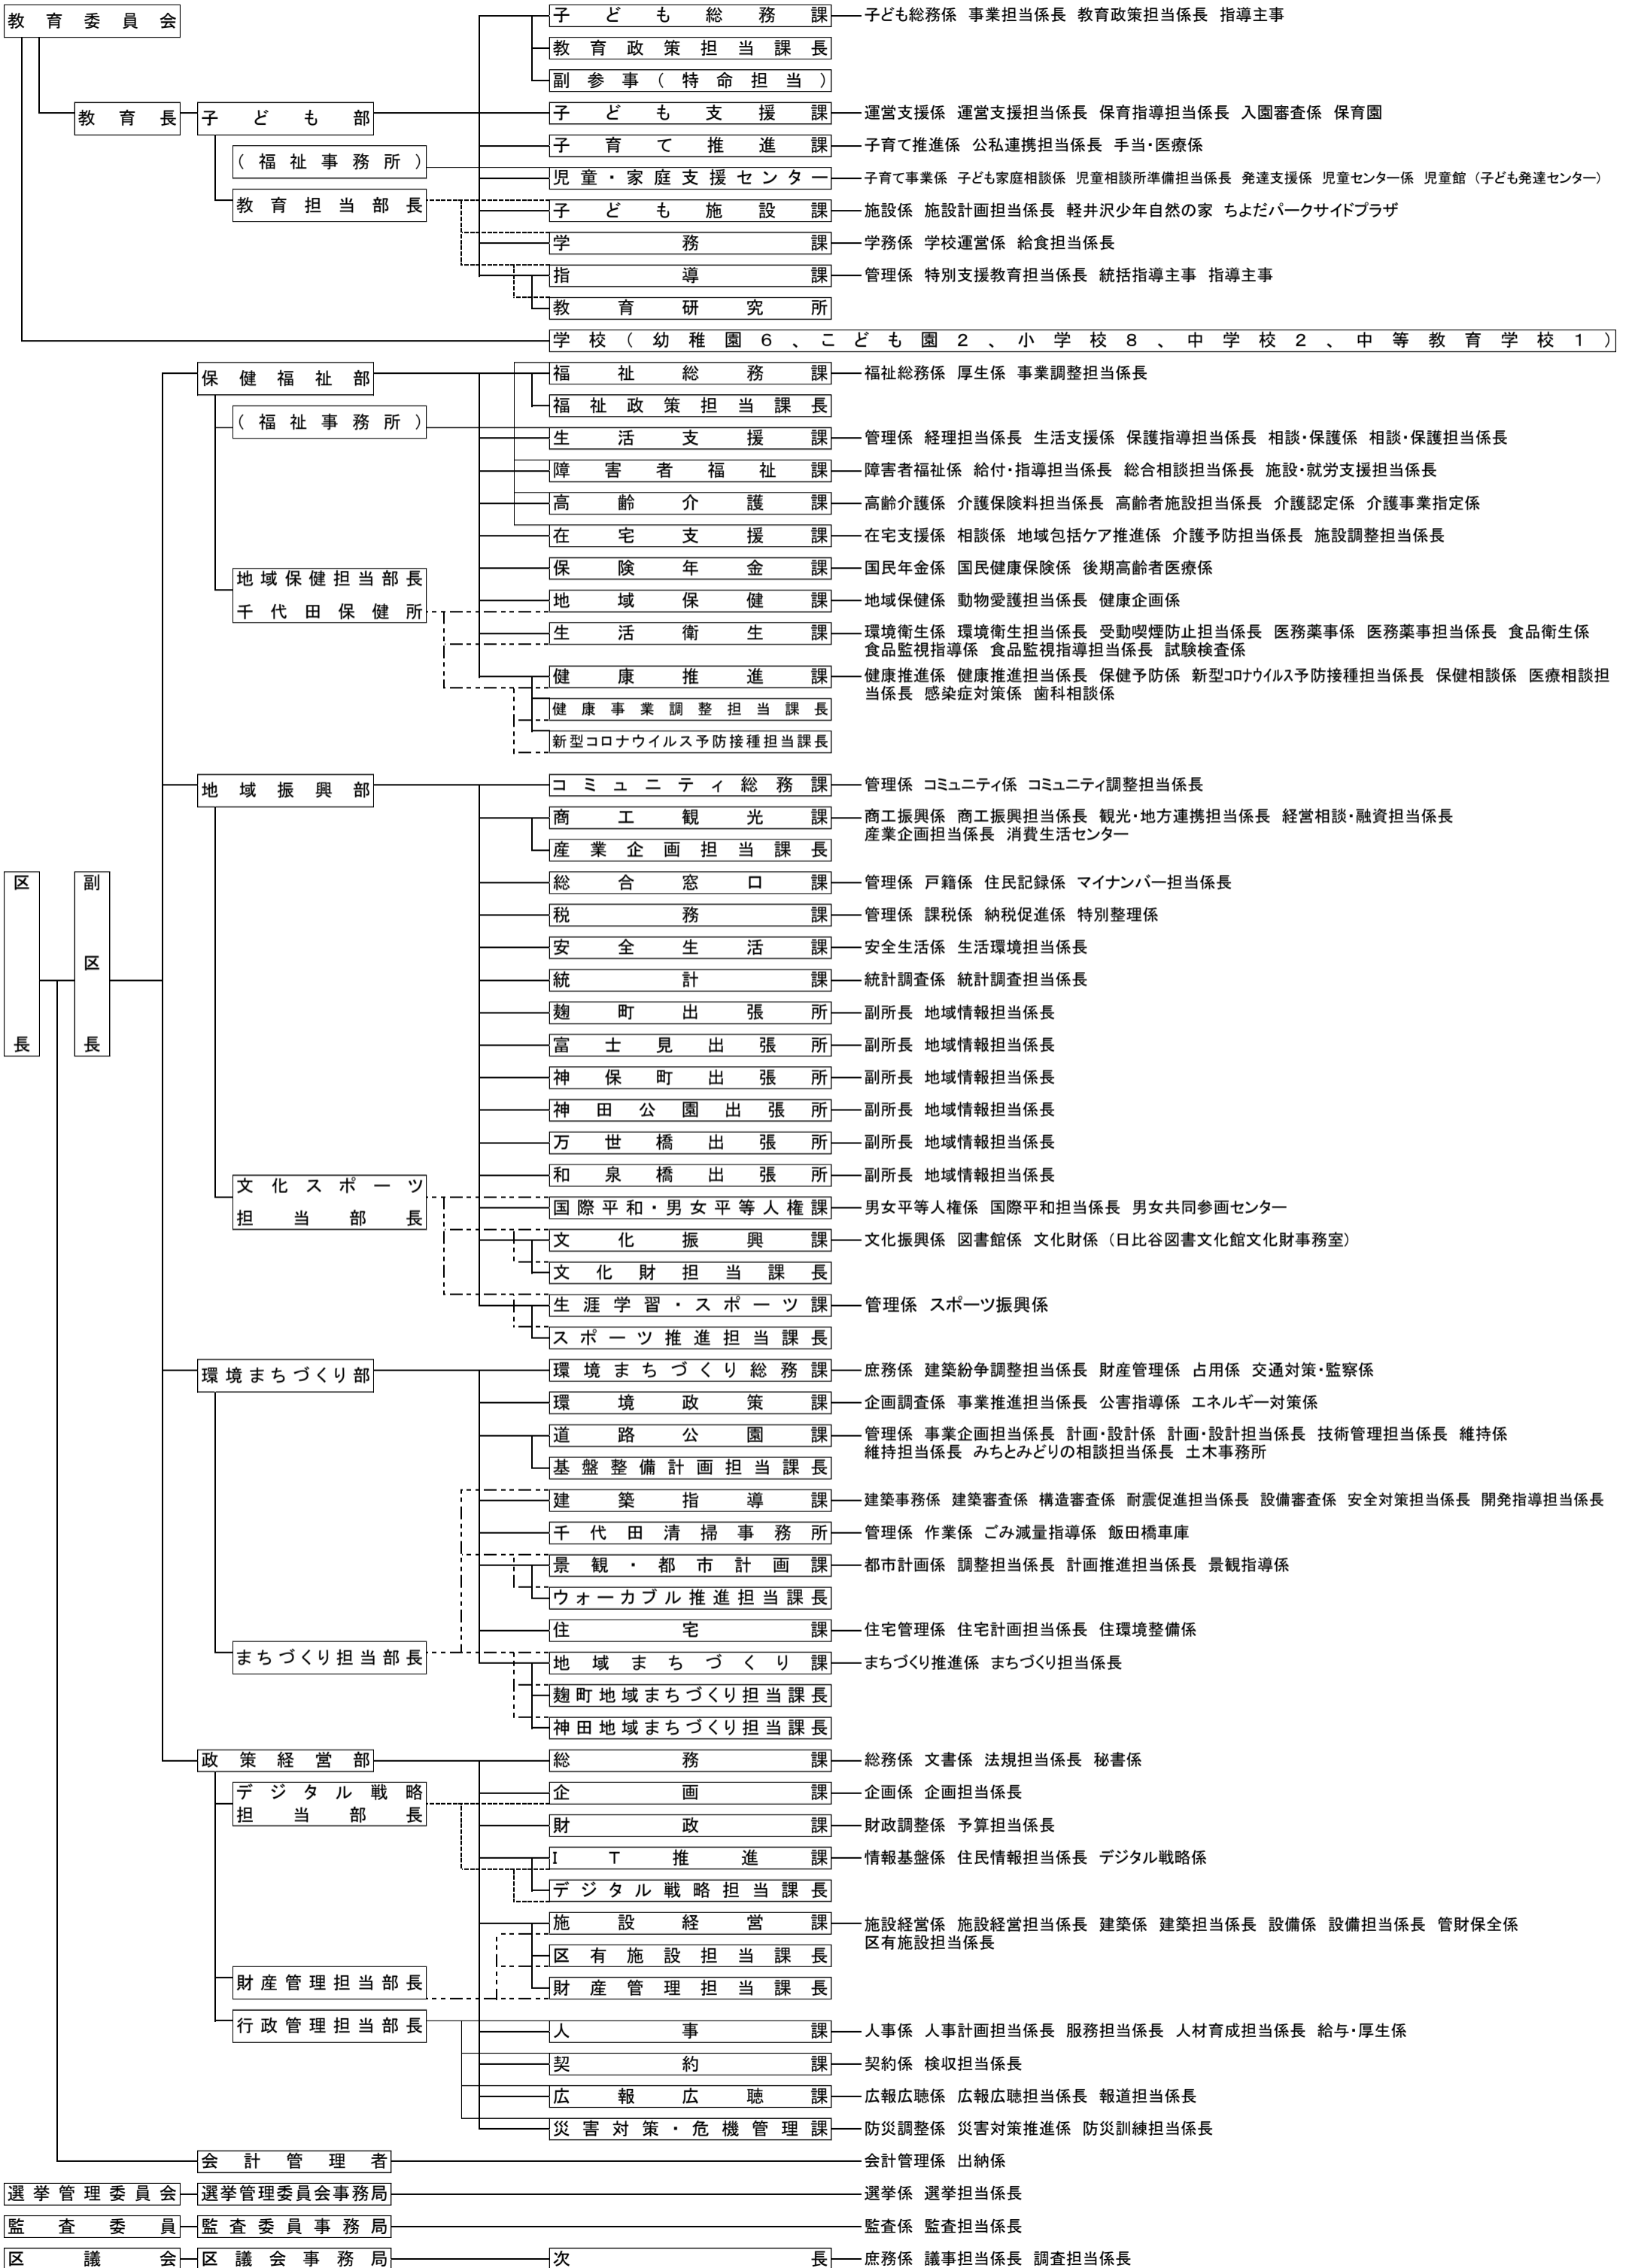 教育委員会
子ども総務課 子ども総務係 事業担当係長 教育政策担当係長 指導主事
教育政策担当課長
副参事(特命担当)
教育長 子ども部 子ども支援課 運営支援係 運営支援担当係長 保育指導担当係長 入園審査係 保育園
子育て推進課 子育て推進係 公私連携担当係長 手当・医療係
(福祉事務所)
児童・家庭支援センター 子育て事業係 子ども家庭相談係 児童相談所準備担当係長 発達支援係 児童センター係 児童館 (子ども発達センター)
教育担当部長 子ども施設課 施設係 施設計画担当係長 軽井沢少年自然の家 ちよだパークサイドプラザ
学務課 学務係 学校運営係 給食担当係長
指導課 管理係 特別支援教育担当係長 統括指導主事 指導主事
教育研究所
学校(幼稚園6、こども園2、小学校8、中学校2、中等教育学校1)
保健福祉部 福祉総務課 福祉総務係 厚生係 事業調整担当係長
福祉政策担当課長
(福祉事務所)
生活支援課 管理係 経理担当係長 生活支援係 保護指導担当係長 相談・保護係 相談・保護担当係長
障害者福祉課 障害者福祉係 給付・指導担当係長 総合相談担当係長 施設・就労支援担当係長
高齢介護課 高齢介護係 介護保険料担当係長 高齢者施設担当係長 介護認定係 介護事業指定係
在宅支援課 在宅支援係 相談係 地域包括ケア推進係 介護予防担当係長 施設調整担当係長
保険年金課 国民年金係 国民健康保険係 後期高齢者医療係
地域保健担当部長
千代田保健所
地域保健課 地域保健係 動物愛護担当係長 健康企画係
生活衛生課 環境衛生係 環境衛生担当係長 受動喫煙防止担当係長 医務薬事係 医務薬事担当係長 食品衛生係
食品監視指導係 食品監視指導担当係長 試験検査係
健康推進課 健康推進係 健康推進担当係長 保健予防係 新型コロナウイルス予防接種担当係長 保健相談係 医療相談担
当係長 感染症対策係 歯科相談係
健康事業調整担当課長
新型コロナウイルス予防接種担当課長
地域振興部 コミュニティ総務課 管理係 コミュニティ係 コミュニティ調整担当係長
商工観光課 商工振興係 商工振興担当係長 観光・地方連携担当係長 経営相談・融資担当係長
産業企画担当係長 消費生活センター
産業企画担当課長
区長 副区長
総合窓口課 管理係 戸籍係 住民記録係 マイナンバー担当係長
税務課 管理係 課税係 納税促進係 特別整理係
安全生活課 安全生活係 生活環境担当係長
統計課 統計調査係 統計調査担当係長
麹町出張所 副所長 地域情報担当係長
富士見出張所 副所長 地域情報担当係長
神保町出張所 副所長 地域情報担当係長
神田公園出張所 副所長 地域情報担当係長
万世橋出張所 副所長 地域情報担当係長
和泉橋出張所 副所長 地域情報担当係長
文化スポーツ
担当部長
国際平和・男女平等人権課 男女平等人権係 国際平和担当係長 男女共同参画センター
文化振興課 文化振興係 図書館係 文化財係 (日比谷図書文化館文化財事務室)
文化財担当課長
生涯学習・スポーツ課 管理係 スポーツ振興係
スポーツ推進担当課長
環境まちづくり部 環境まちづくり総務課 庶務係 建築紛争調整担当係長 財産管理係 占用係 交通対策・監察係
環境政策課 企画調査係 事業推進担当係長 公害指導係 エネルギー対策係
道路公園課 管理係 事業企画担当係長 計画・設計係 計画・設計担当係長 技術管理担当係長 維持係
維持担当係長 みちとみどりの相談担当係長 土木事務所
基盤整備計画担当課長
建築指導課 建築事務係 建築審査係 構造審査係 耐震促進担当係長 設備審査係 安全対策担当係長 開発指導担当係長
千代田清掃事務所 管理係 作業係 ごみ減量指導係 飯田橋車庫
景観・都市計画課 都市計画係 調整担当係長 計画推進担当係長 景観指導係
ウォーカブル推進担当課長
住宅課 住宅管理係 住宅計画担当係長 住環境整備係
まちづくり担当部長 地域まちづくり課 まちづくり推進係 まちづくり担当係長
麹町地域まちづくり担当課長
神田地域まちづくり担当課長
政策経営部 総務課 総務係 文書係 法規担当係長 秘書係
デジタル戦略
担当部長
企画課 企画係 企画担当係長
財政課 財政調整係 予算担当係長
IT推進課 情報基盤係 住民情報担当係長 デジタル戦略係
デジタル戦略担当課長
施設経営課 施設経営係 施設経営担当係長 建築係 建築担当係長 設備係 設備担当係長 管財保全係
区有施設担当係長
区有施設担当課長
財産管理担当部長 財産管理担当課長
行政管理担当部長 人事課 人事係 人事計画担当係長 服務担当係長 人材育成担当係長 給与・厚生係
契約課 契約係 検収担当係長
広報広聴課 広報広聴係 広報広聴担当係長 報道担当係長
災害対策・危機管理課 防災調整係 災害対策推進係 防災訓練担当係長
会計管理者 会計管理係 出納係
選挙管理委員会 選挙管理委員会事務局 選挙係 選挙担当係長
監査委員 監査委員事務局 監査係 監査担当係長
区議会 区議会事務局 次長 庶務係 議事担当係長 調査担当係長